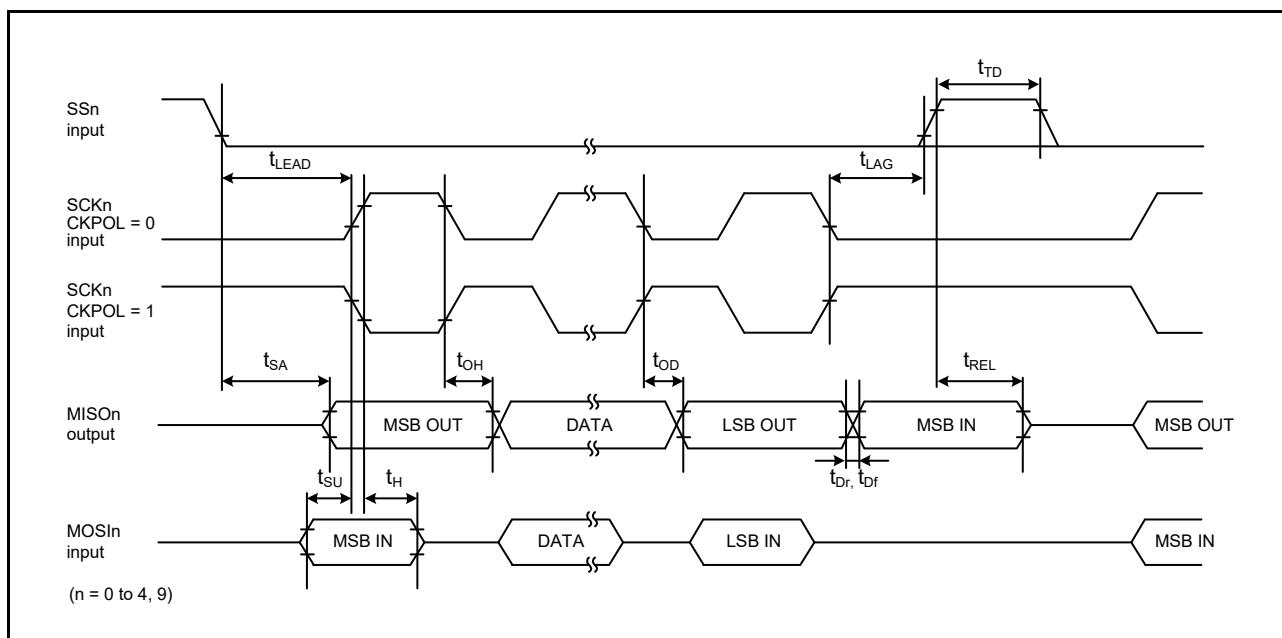 tTD
SSn
input
tLEAD
tLAG
SCKn
CKPOL = 0
input
SCKn
CKPOL = 1
input
tSA
tOH
tOD
tREL
MISOn
output
MSB OUT
DATA
LSB OUT
MSB IN
MSB OUT
tSU
tH
tDr, tDf
MOSIn
input
MSB IN
DATA
LSB IN
MSB IN
(n = 0 to 4, 9)